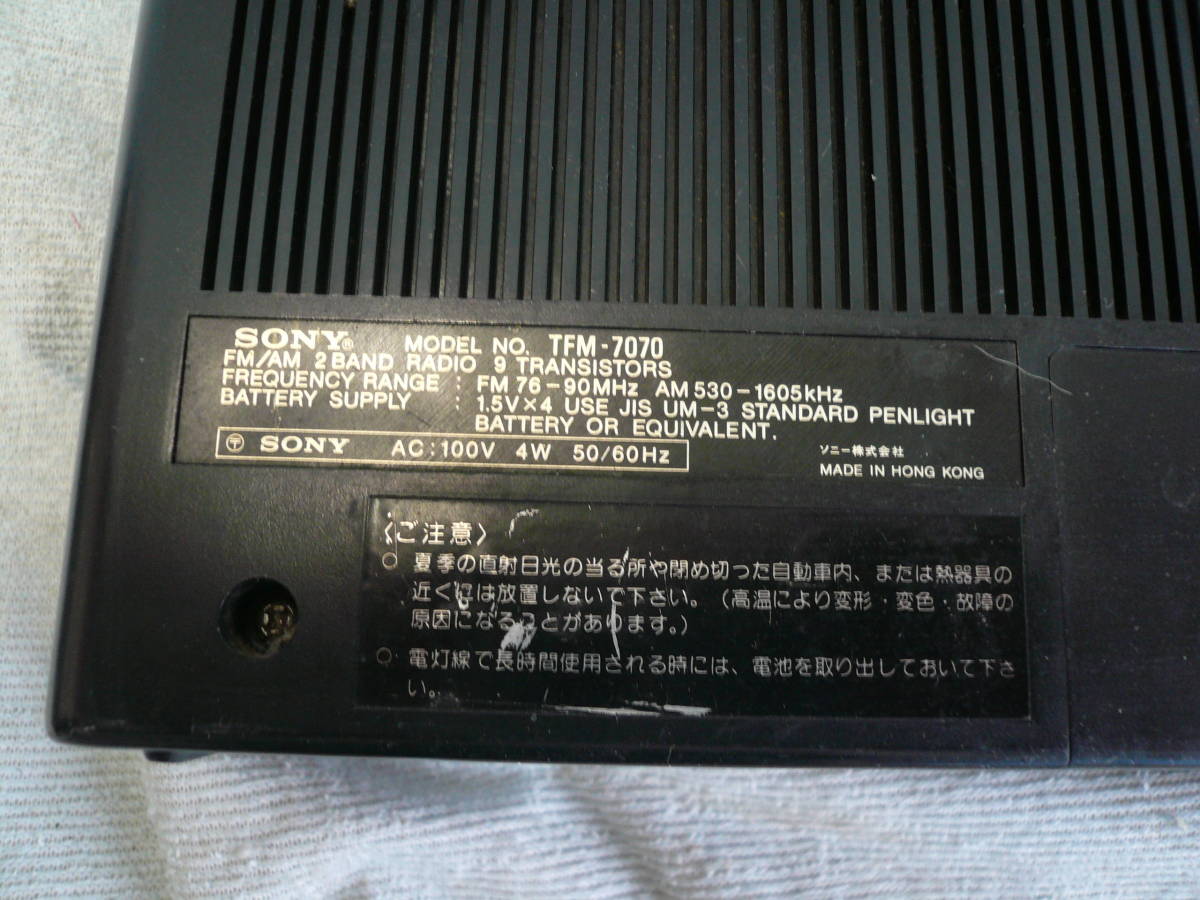 SONY® MODEL NO. TFM-7070
FM/AM 2 BAND RADIO 9 TRANSISTORS
FREQUENCY RANGE : FM 76-90MHz AM 530-1605kHz
BATTERY SUPPLY : 1.5V×4 USE JIS UM-3 STANDARD PENLIGHT
BATTERY OR EQUIVALENT.
〶 SONY AC:100V 4W 50/60Hz
ソニー株式会社
MADE IN HONG KONG
〈ご注意〉
○ 夏季の直射日光の当る所や閉め切った自動車内、または熱器具の
近くには放置しないで下さい。(高温により変形・変色・故障の
原因になることがあります。)
○ 電灯線で長時間使用される時には、電池を取り出しておいて下さ
い。